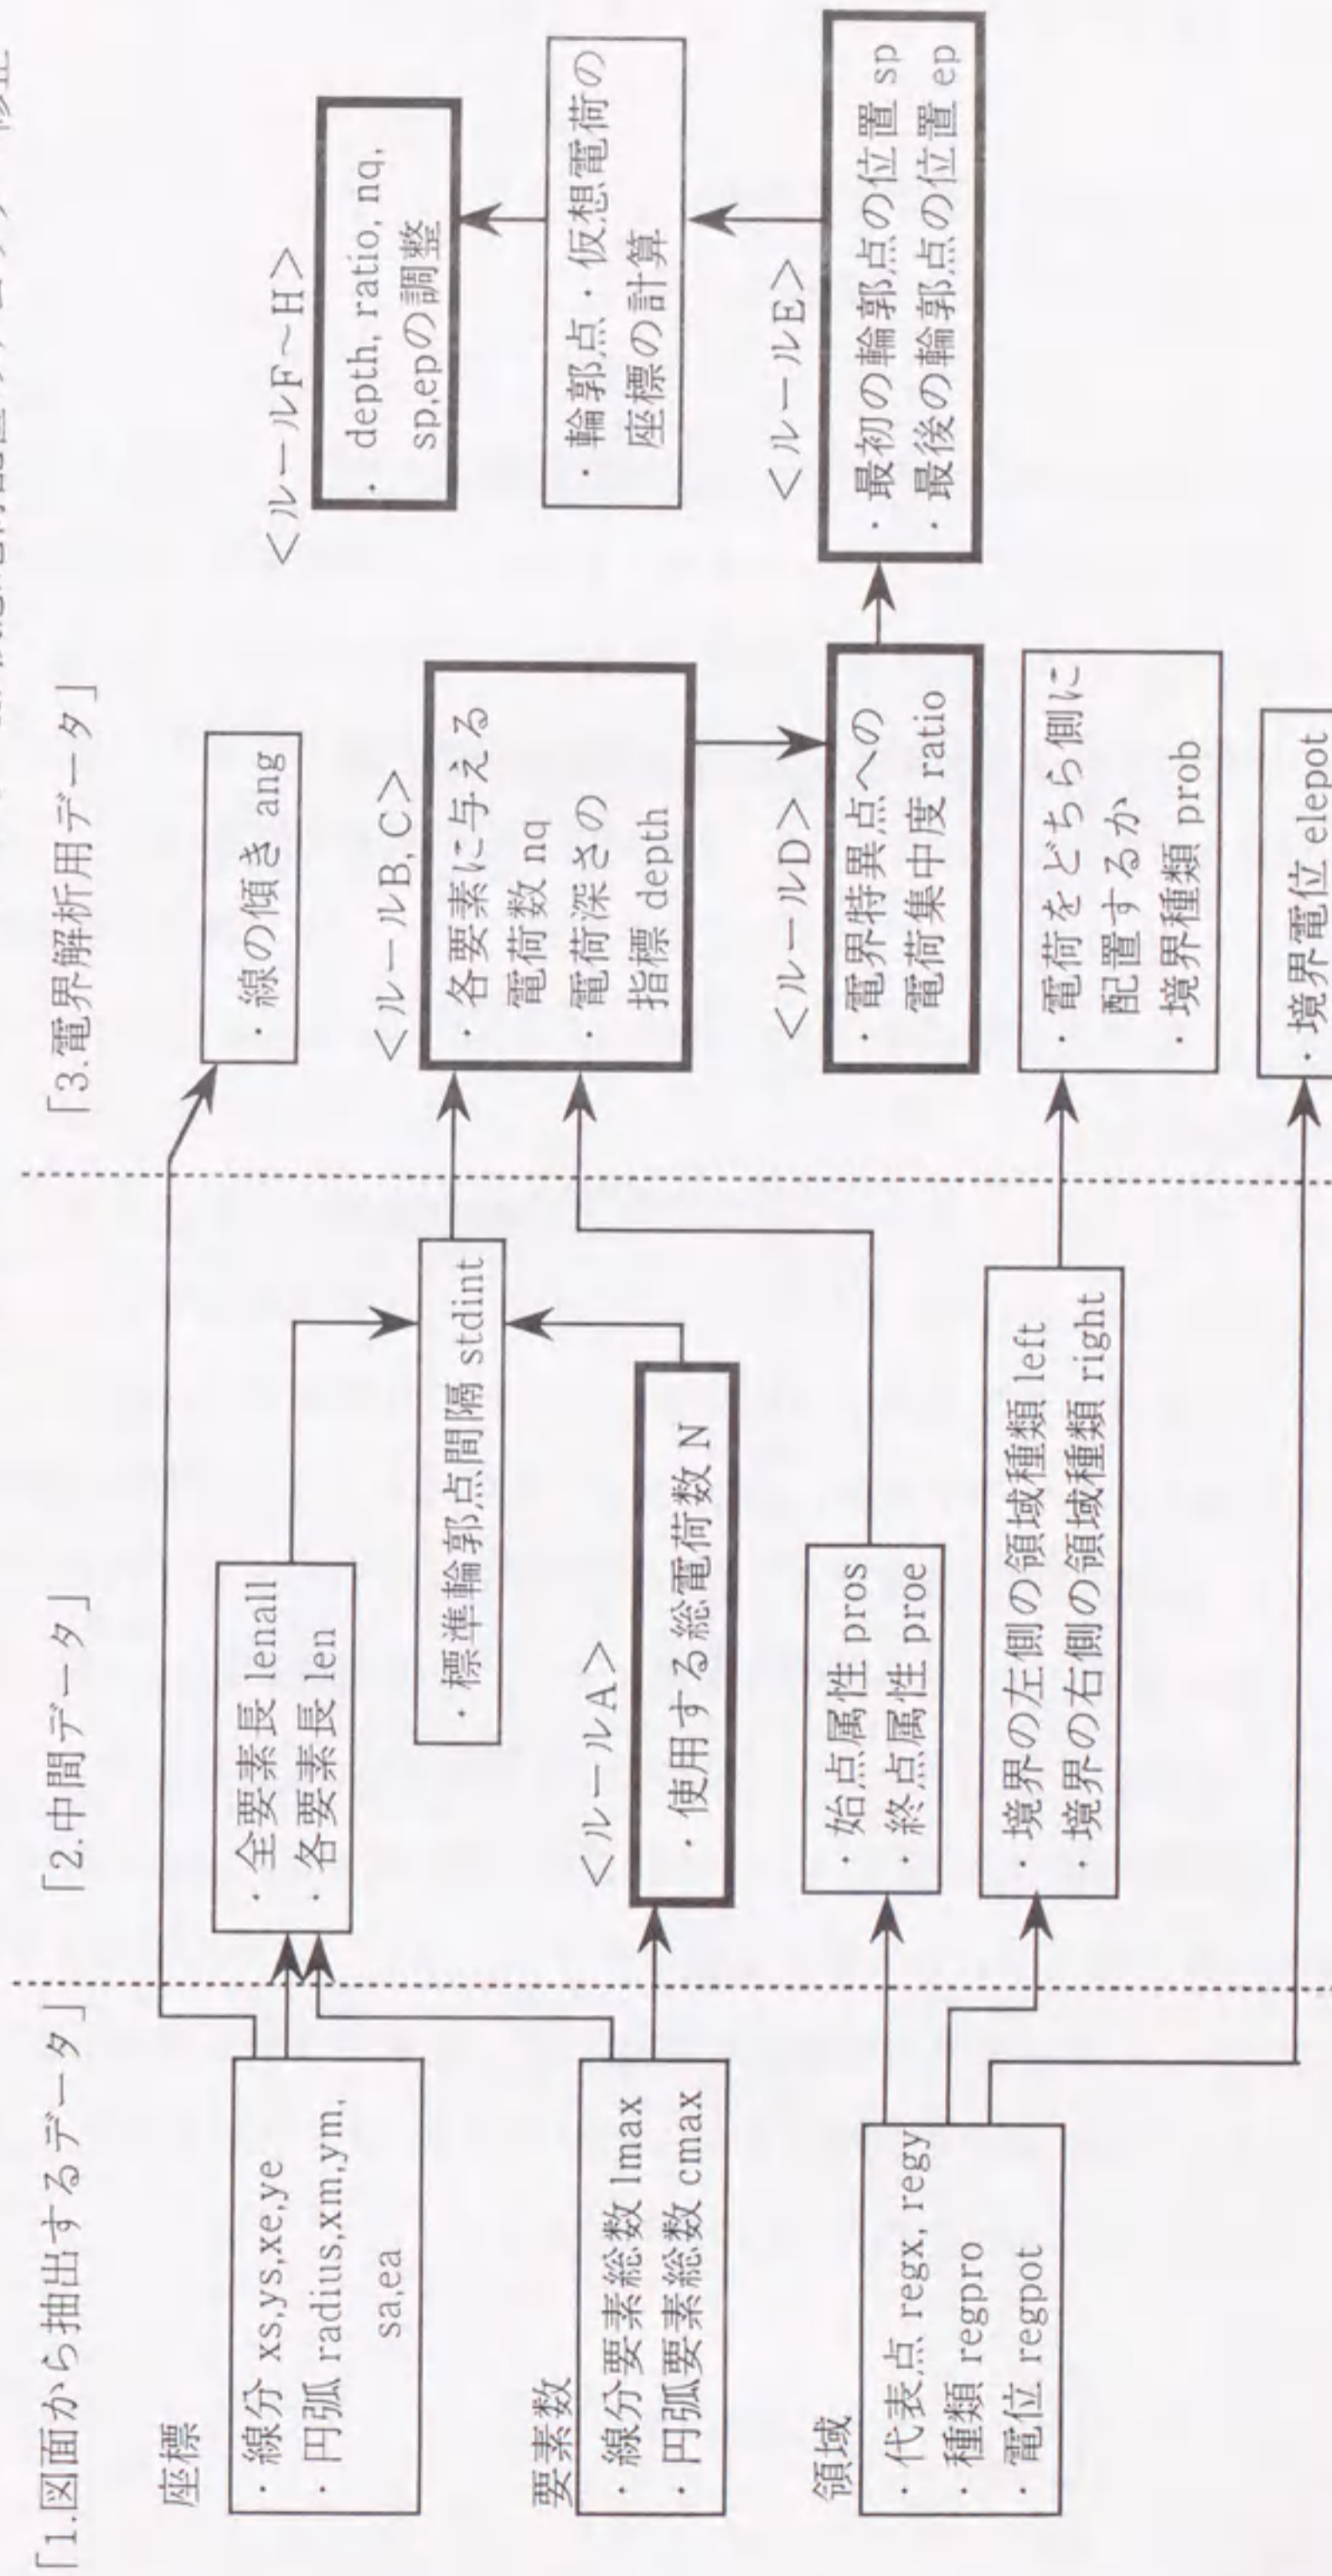 「1.図面から抽出するデータ」
座標
・線分 xs,ys,xe,ye
・円弧 radius,xm,ym,
sa,ea
要素数
・線分要素総数 lmax
・円弧要素総数 cmax
領域
・代表点 regx, regy
・種類 regpro
・電位 regpot
「2.中間データ」
・全要素長 lenall
・各要素長 len
・標準輪郭点間隔 stdint
<ルールA>
・使用する総電荷数 N
・始点属性 pros
・終点属性 proe
・境界の左側の領域種類 left
・境界の右側の領域種類 right
「3.電界解析用データ」
・線の傾き ang
<ルールB,C>
・各要素に与える
電荷数 nq
・電荷深さの
指標 depth
<ルールD>
・電界特異点への
電荷集中度 ratio
・電荷をどちら側に
配置するか
・境界種類 prob
・境界電位 elepot
<ルールF～H>
・depth, ratio, nq,
sp,epの調整
・輪郭点・仮想電荷の
座標の計算
<ルールE>
・最初の輪郭点の位置 sp
・最後の輪郭点の位置 ep